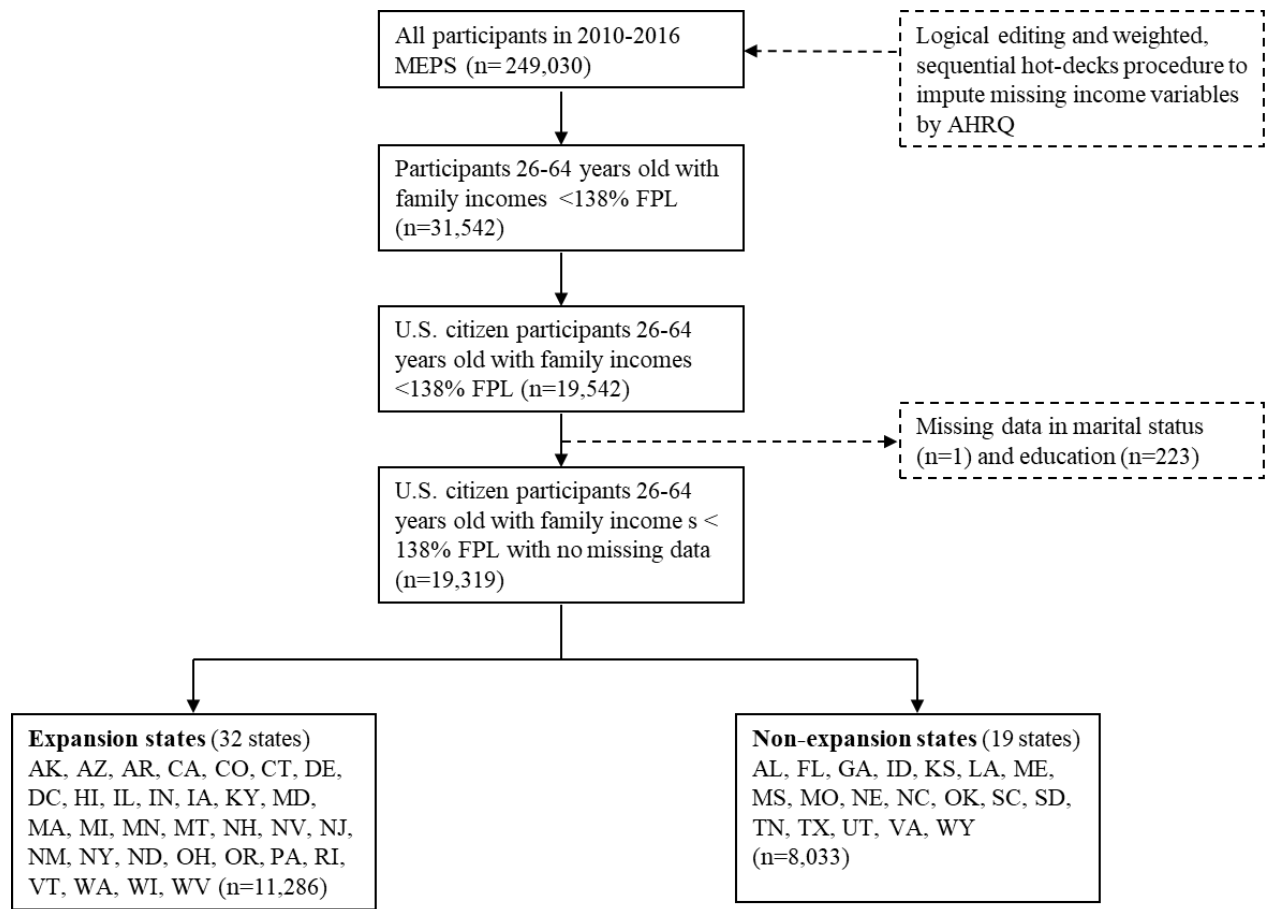 All participants in 2010-2016
MEPS (n= 249,030)
Logical editing and weighted,
sequential hot-decks procedure to
impute missing income variables
by AHRQ
Participants 26-64 years old with
family incomes <138% FPL
(n=31,542)
U.S. citizen participants 26-64
years old with family incomes
<138% FPL (n=19,542)
Missing data in marital status
(n=1) and education (n=223)
U.S. citizen participants 26-64
years old with family income s <
138% FPL with no missing data
(n=19,319)
Expansion states (32 states)
AK, AZ, AR, CA, CO, CT, DE,
DC, HI, IL, IN, IA, KY, MD,
MA, MI, MN, MT, NH, NV, NJ,
NM, NY, ND, OH, OR, PA, RI,
VT, WA, WI, WV (n=11,286)
Non-expansion states (19 states)
AL, FL, GA, ID, KS, LA, ME,
MS, MO, NE, NC, OK, SC, SD,
TN, TX, UT, VA, WY
(n=8,033)